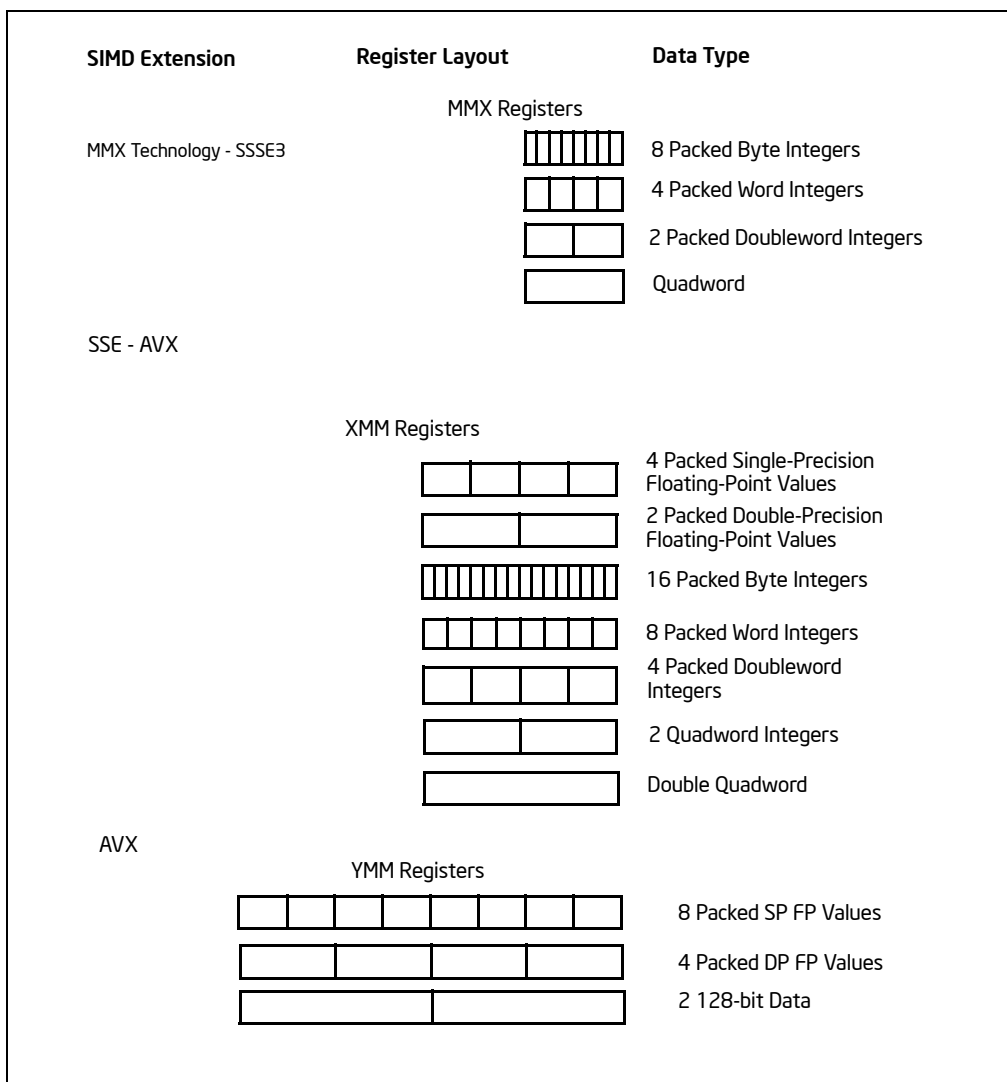 SIMD Extension Register Layout Data Type
MMX Registers
MMX Technology - SSSE3 8 Packed Byte Integers
4 Packed Word Integers
2 Packed Doubleword Integers
Quadword
SSE - AVX
XMM Registers
4 Packed Single-Precision
Floating-Point Values
2 Packed Double-Precision
Floating-Point Values
16 Packed Byte Integers
8 Packed Word Integers
4 Packed Doubleword
Integers
2 Quadword Integers
Double Quadword
AVX
YMM Registers
8 Packed SP FP Values
4 Packed DP FP Values
2 128-bit Data